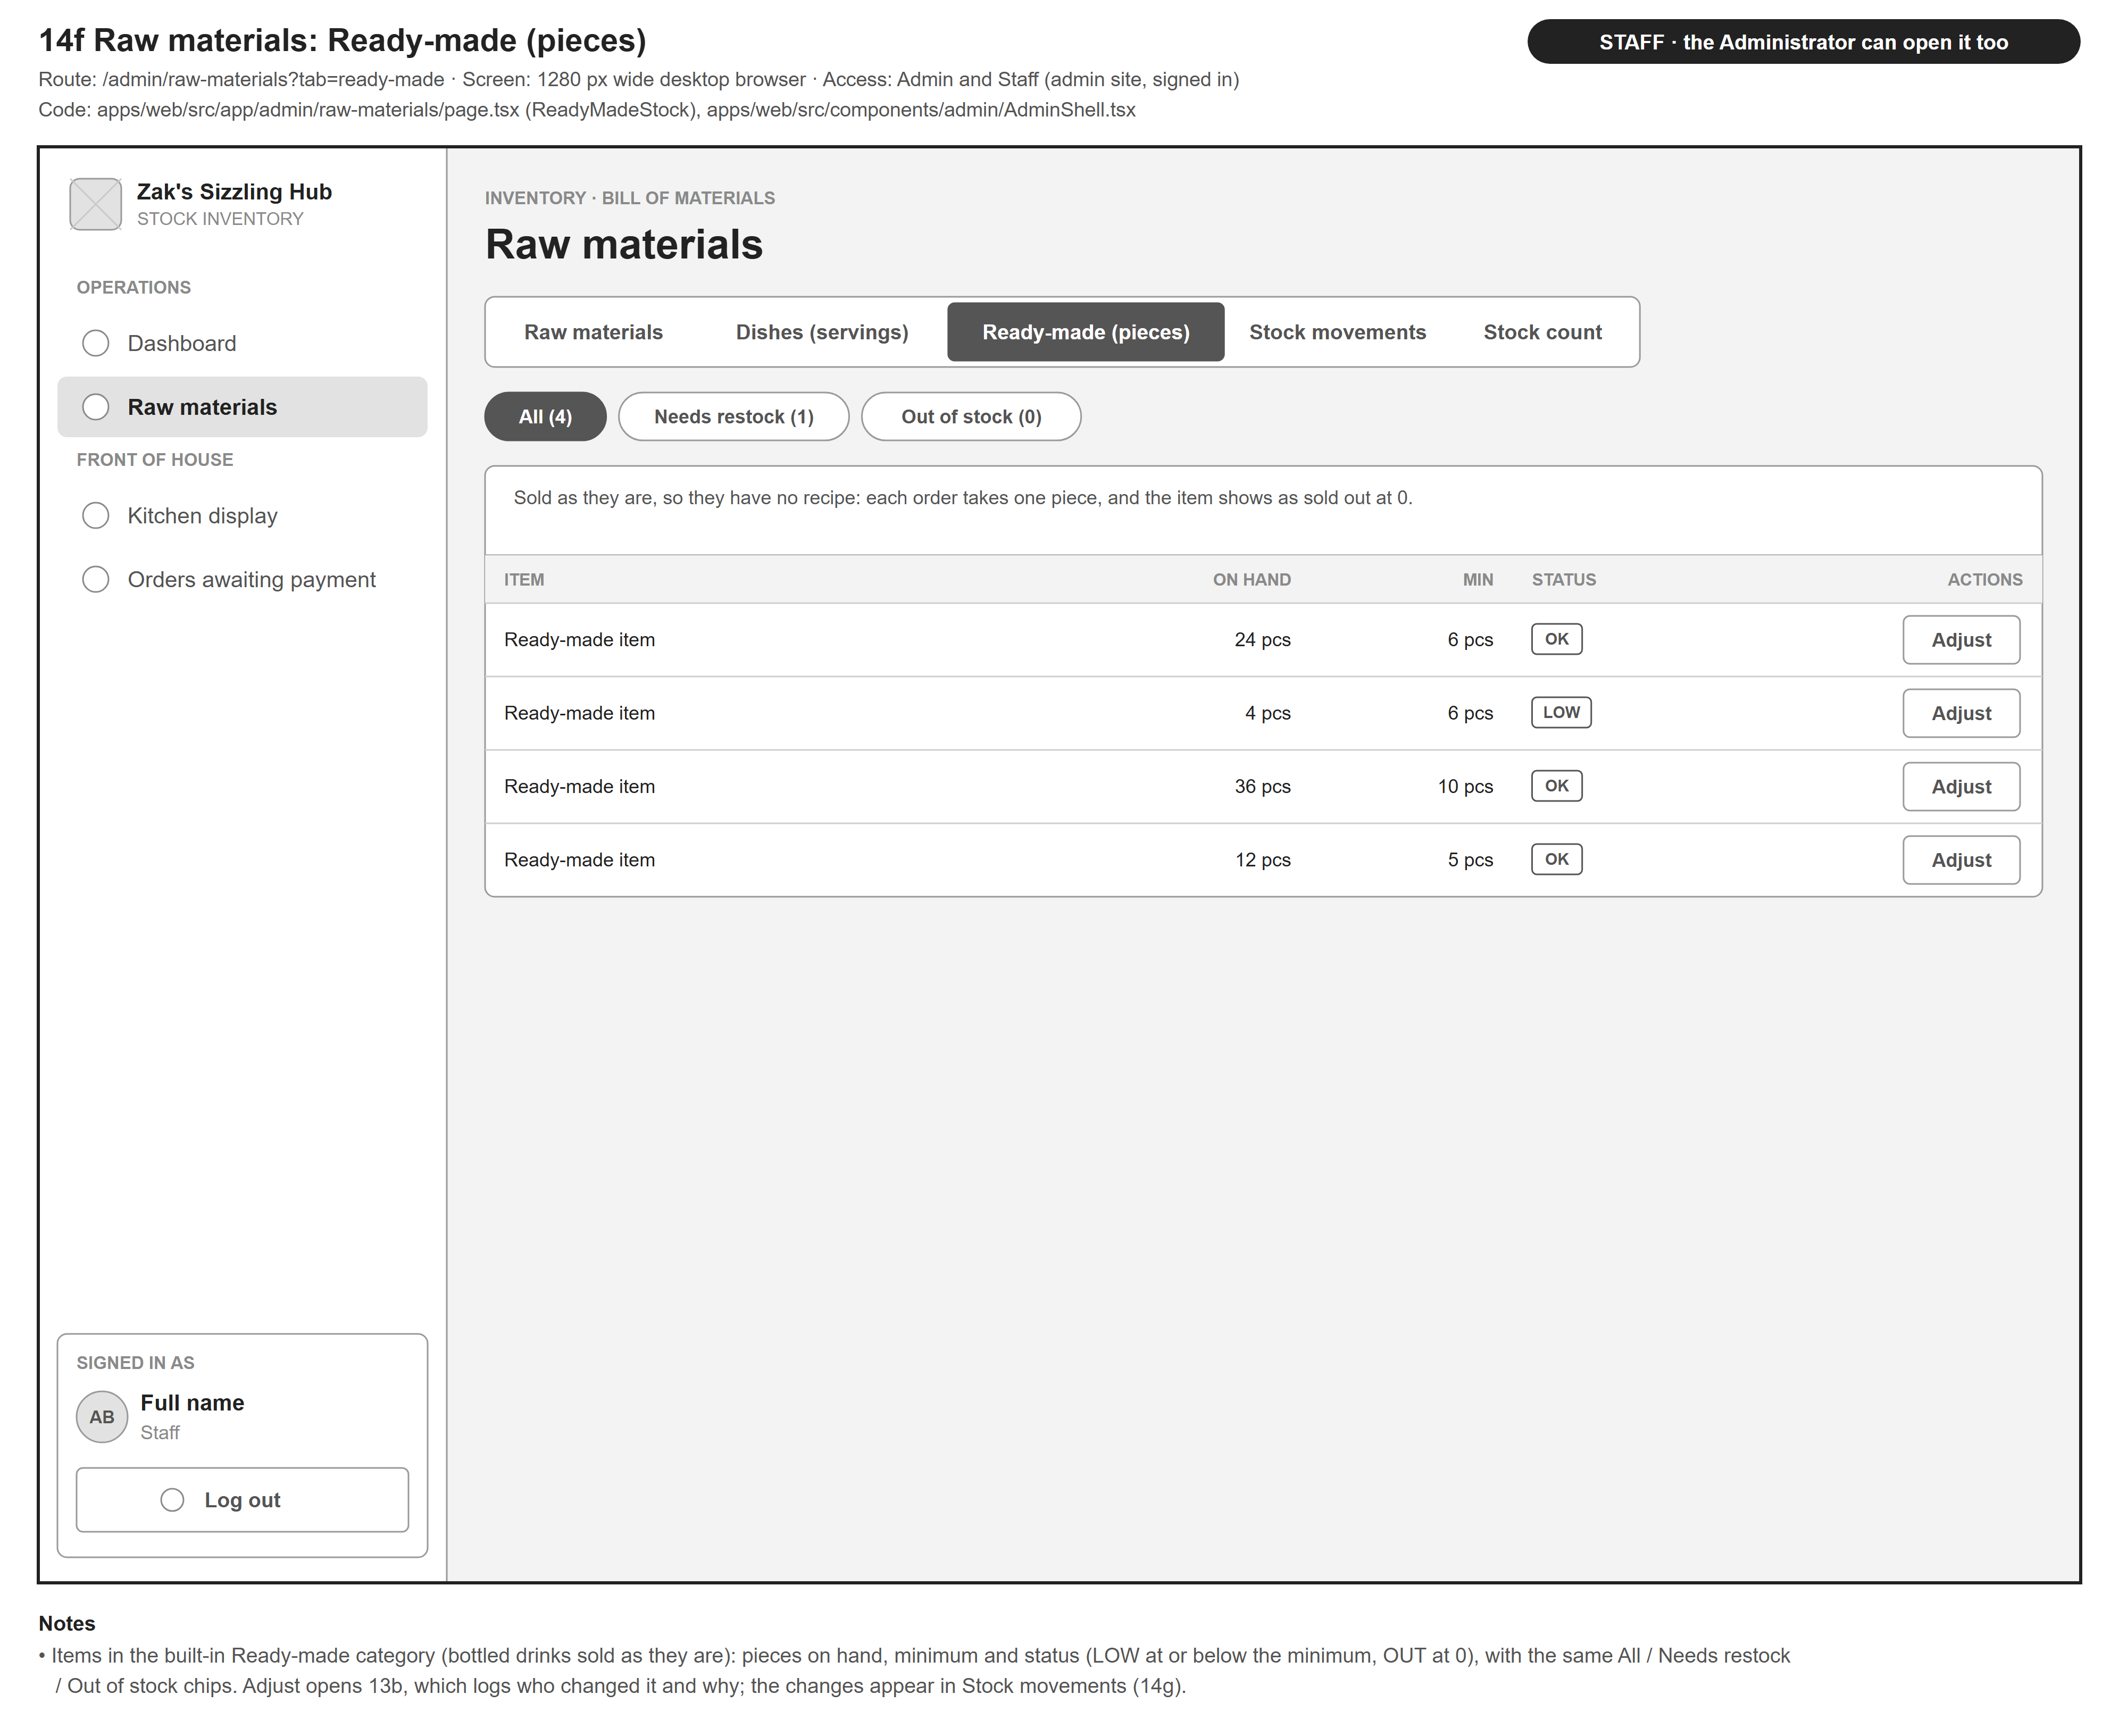 14f Raw materials: Ready-made (pieces)
STAFF · the Administrator can open it too
Route: /admin/raw-materials?tab=ready-made · Screen: 1280 px wide desktop browser · Access: Admin and Staff (admin site, signed in)
Code: apps/web/src/app/admin/raw-materials/page.tsx (ReadyMadeStock), apps/web/src/components/admin/AdminShell.tsx
Zak's Sizzling Hub
STOCK INVENTORY
OPERATIONS
Dashboard
Raw materials
FRONT OF HOUSE
Kitchen display
Orders awaiting payment
SIGNED IN AS
AB
Full name
Staff
Log out
INVENTORY · BILL OF MATERIALS
Raw materials
Raw materials Dishes (servings) Ready-made (pieces) Stock movements Stock count
All (4) Needs restock (1) Out of stock (0)
Sold as they are, so they have no recipe: each order takes one piece, and the item shows as sold out at 0.
ITEM ON HAND MIN STATUS ACTIONS
Ready-made item 24 pcs 6 pcs OK Adjust
Ready-made item 4 pcs 6 pcs LOW Adjust
Ready-made item 36 pcs 10 pcs OK Adjust
Ready-made item 12 pcs 5 pcs OK Adjust
Notes
• Items in the built-in Ready-made category (bottled drinks sold as they are): pieces on hand, minimum and status (LOW at or below the minimum, OUT at 0), with the same All / Needs restock
/ Out of stock chips. Adjust opens 13b, which logs who changed it and why; the changes appear in Stock movements (14g).